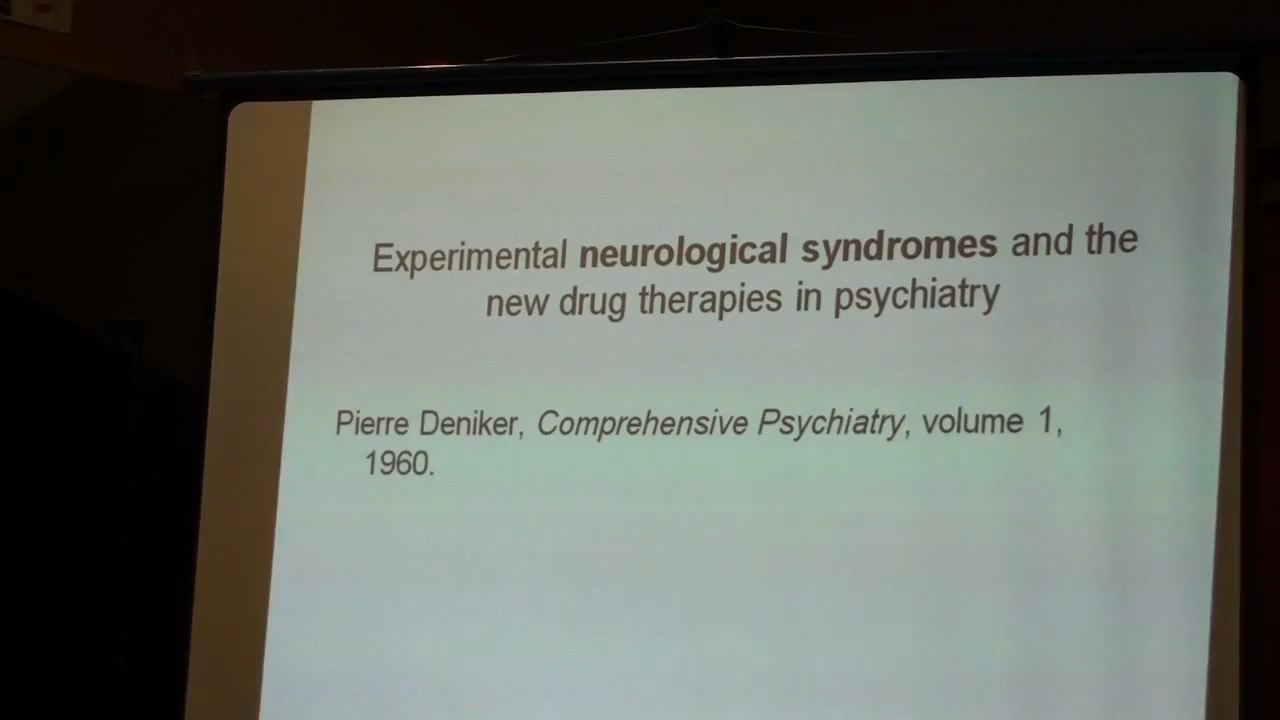 Experimental neurological syndromes and the
new drug therapies in psychiatry
Pierre Deniker, Comprehensive Psychiatry, volume 1,
1960.